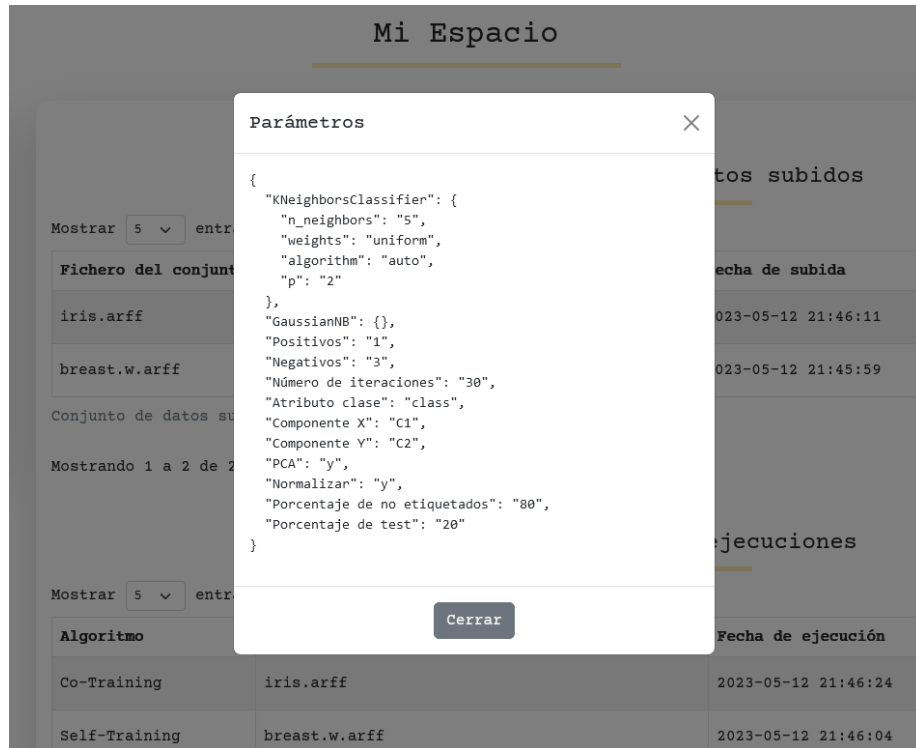 Mi Espacio
Parámetros
{
"KNeighborsClassifier": {
"n_neighbors": "5",
"weights": "uniform",
"algorithm": "auto",
"p": "2"
},
"GaussianNB": {},
"Positivos": "1",
"Negativos": "3",
"Número de iteraciones": "30",
"Atributo clase": "class",
"Componente X": "C1",
"Componente Y": "C2",
"PCA": "y",
"Normalizar": "y",
"Porcentaje de no etiquetados": "80",
"Porcentaje de test": "20"
}
Cerrar
tos subidos
Mostrar 5 entr
Fichero del conjunt echa de subida
iris.arff 023-05-12 21:46:11
breast.w.arff 023-05-12 21:45:59
Conjunto de datos su
Mostrando 1 a 2 de 2
ejecuciones
Mostrar 5 entr
Algoritmo Fecha de ejecución
Co-Training iris.arff 2023-05-12 21:46:24
Self-Training breast.w.arff 2023-05-12 21:46:04